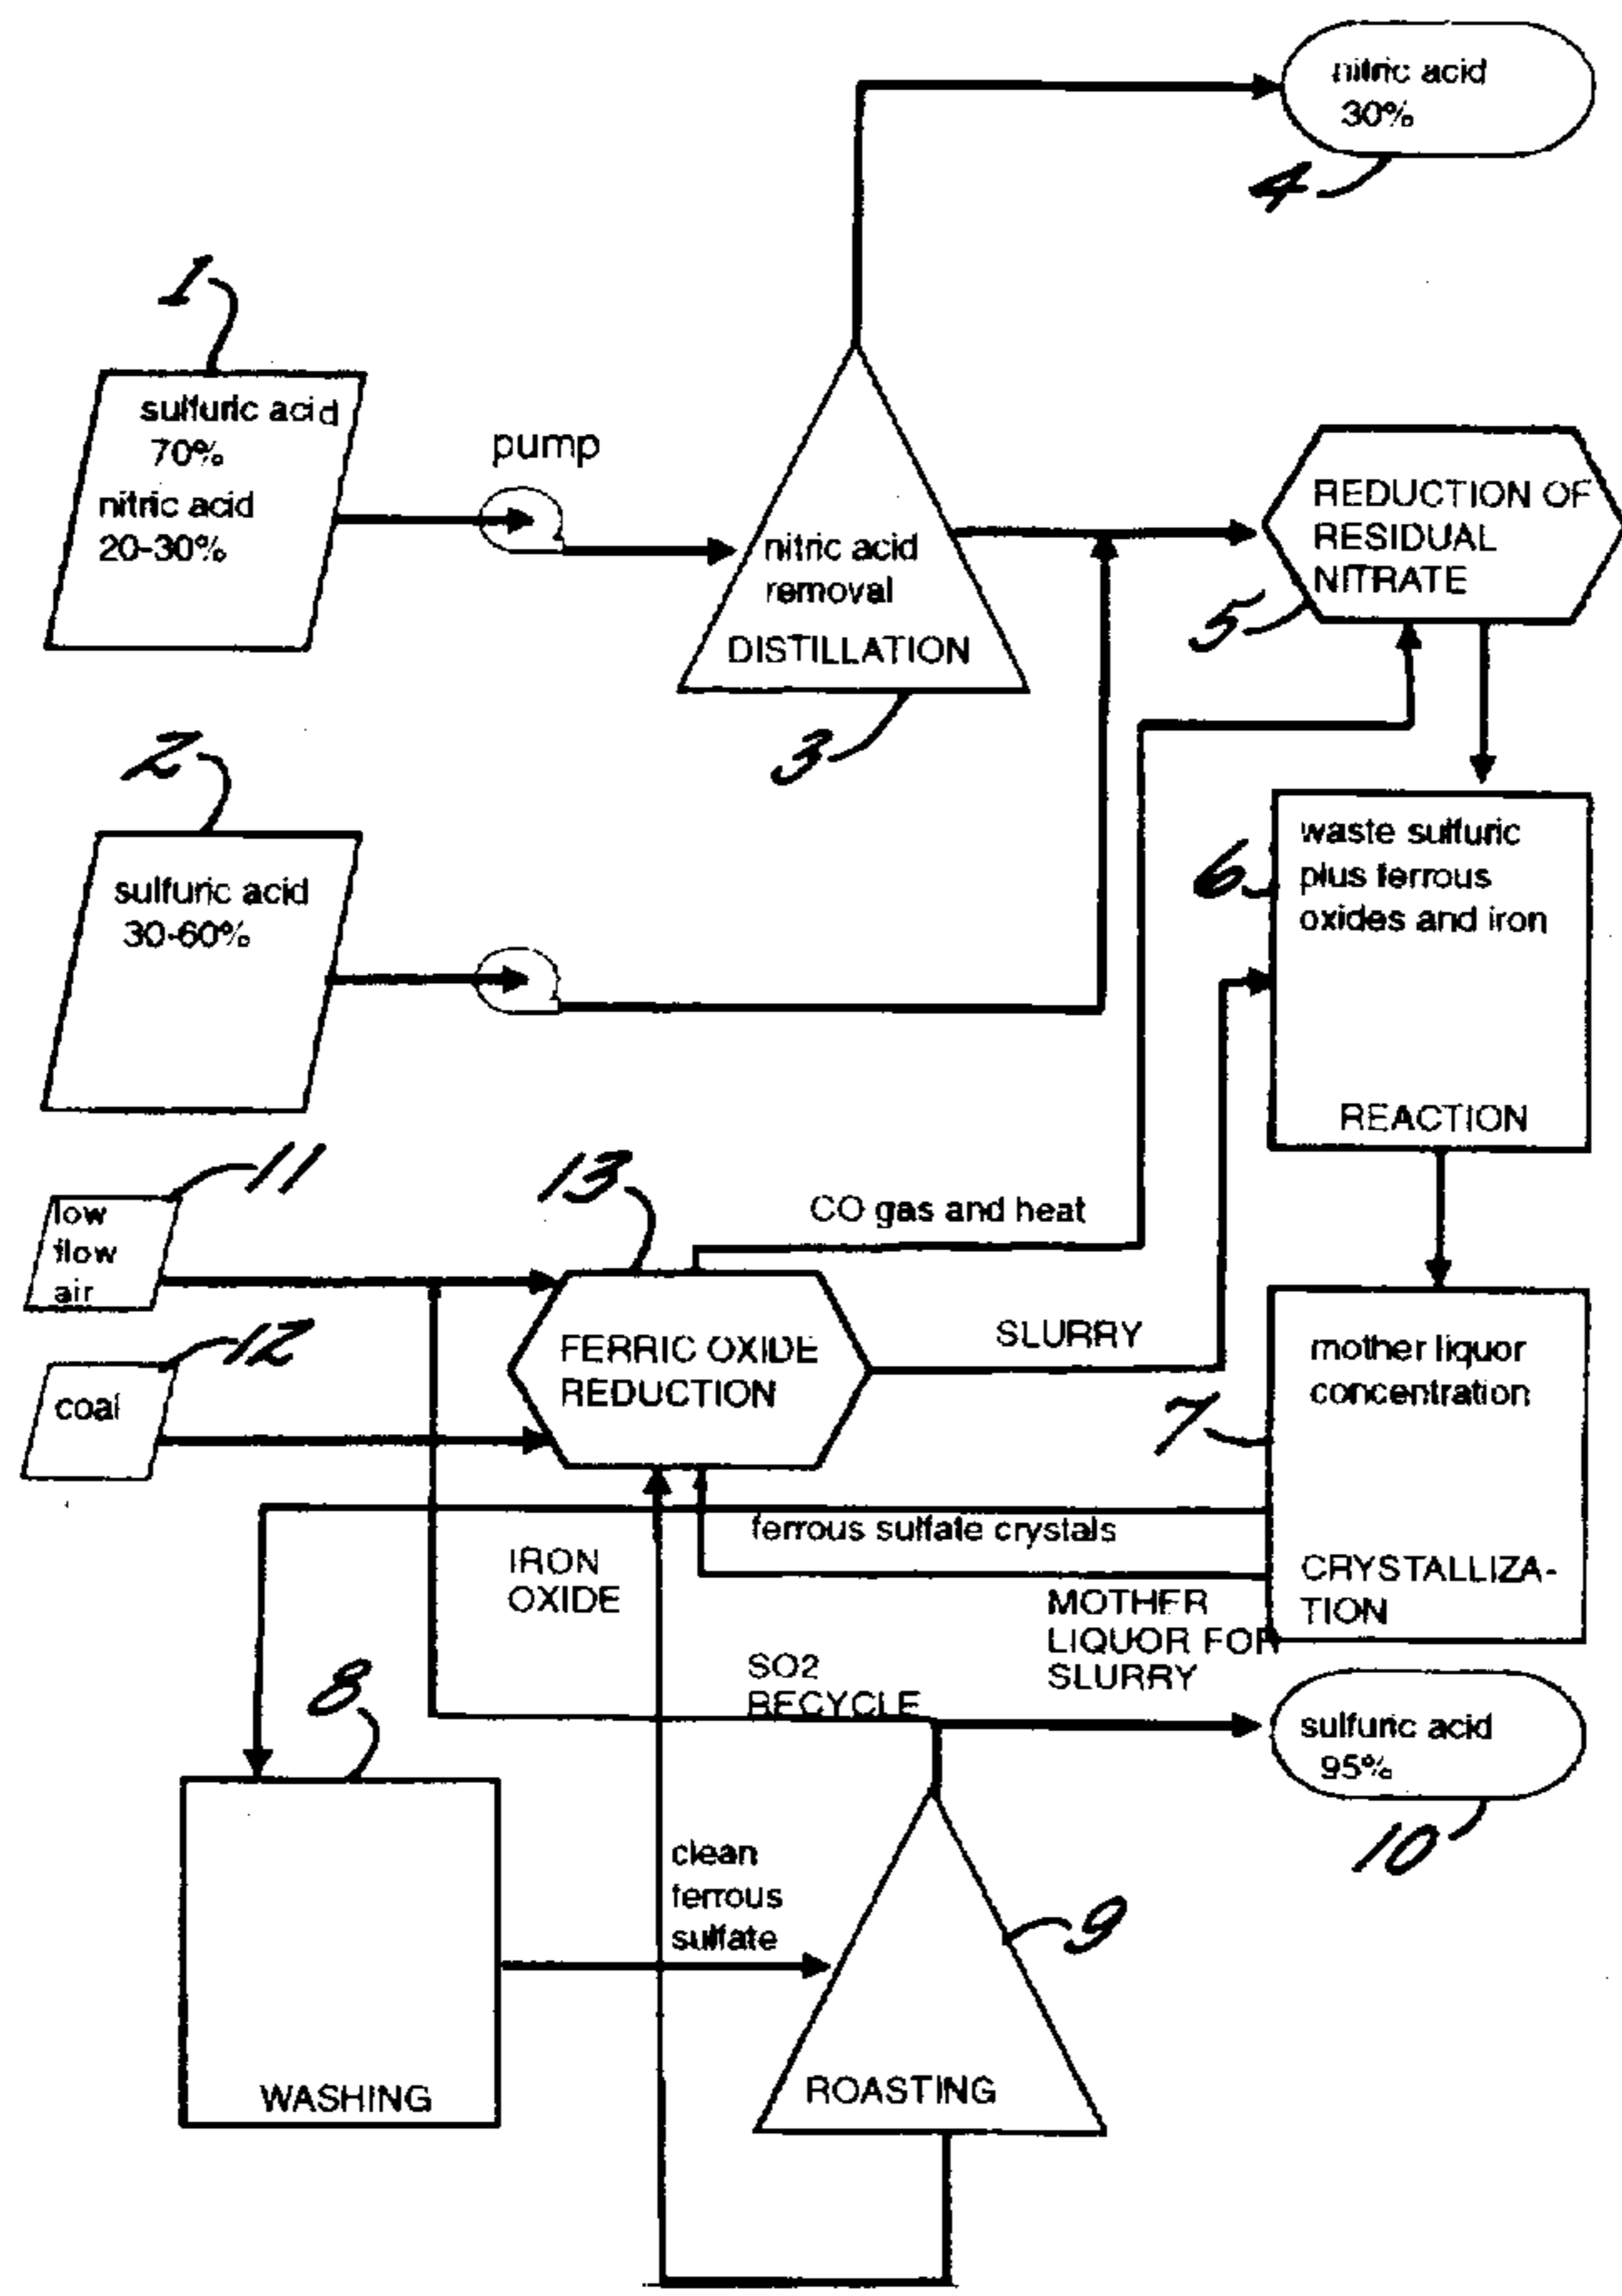 nitric acid
30%
4
1
sulfuric acid
70%
nitric acid
20-30%
pump
nitric acid
removal
DISTILLATION
3
REDUCTION OF
RESIDUAL
NITRATE
5
2
sulfuric acid
30-60%
waste sulfuric
plus ferrous
oxides and iron
REACTION
6
11
low
flow
air
12
coal
13
CO gas and heat
FERRIC OXIDE
REDUCTION
SLURRY
mother liquor
concentration
7
CRYSTALLIZA-
TION
ferrous sulfate crystals
IRON
OXIDE
MOTHER
LIQUOR FOR
SLURRY
SO2
RECYCLE
8
WASHING
sulfuric acid
95%
10
clean
ferrous
sulfate
9
ROASTING